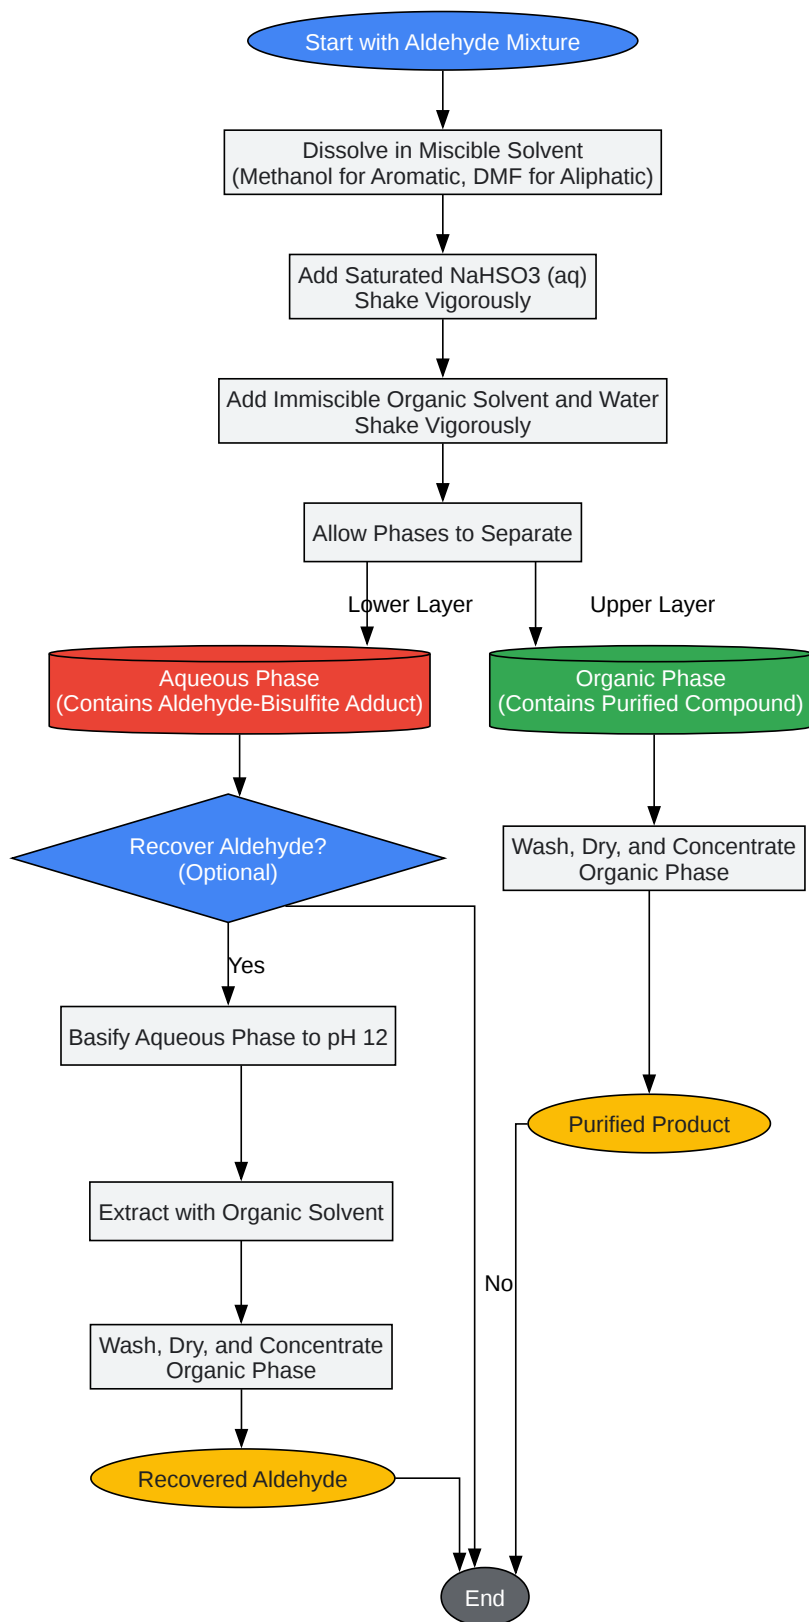 Start with Aldehyde Mixture
Dissolve in Miscible Solvent
(Methanol for Aromatic, DMF for Aliphatic)
Add Saturated NaHSO3 (aq)
Shake Vigorously
Add Immiscible Organic Solvent and Water
Shake Vigorously
Allow Phases to Separate
Lower Layer
Upper Layer
Aqueous Phase
(Contains Aldehyde-Bisulfite Adduct)
Organic Phase
(Contains Purified Compound)
Recover Aldehyde?
(Optional)
Wash, Dry, and Concentrate
Organic Phase
Yes
Basify Aqueous Phase to pH 12
Purified Product
Extract with Organic Solvent
No
Wash, Dry, and Concentrate
Organic Phase
Recovered Aldehyde
End